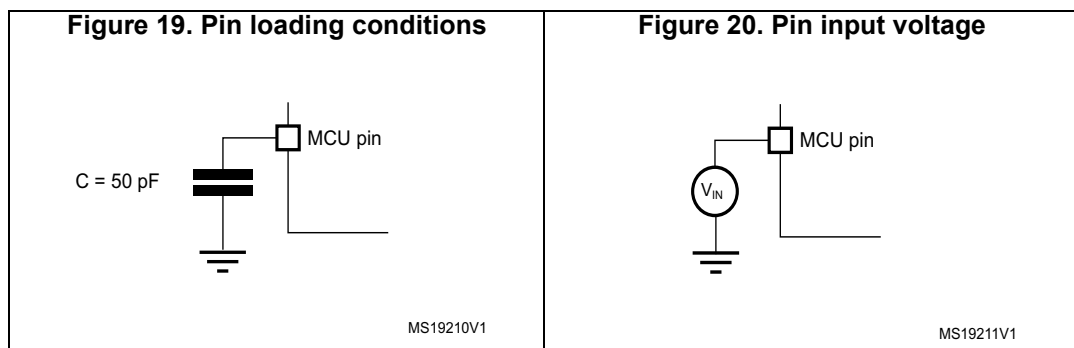 Figure 19. Pin loading conditions
MCU pin
C = 50 pF
MS19210V1
Figure 20. Pin input voltage
MCU pin
VIN
MS19211V1